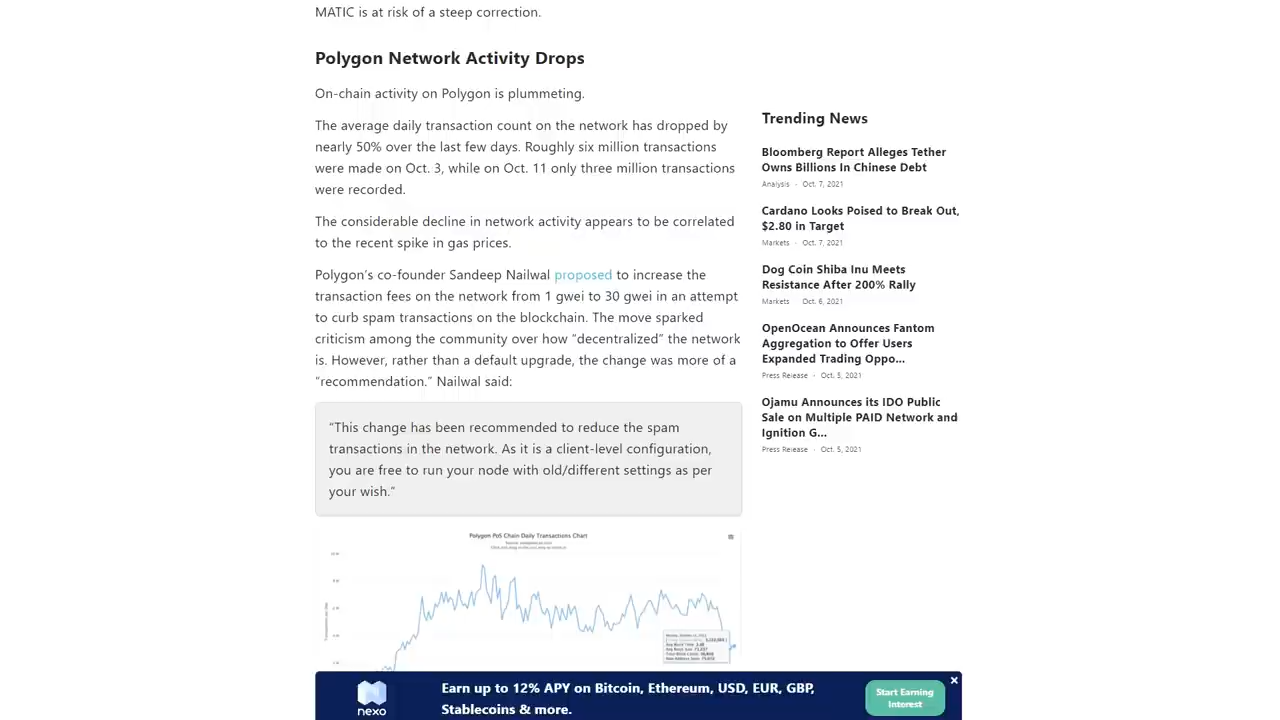 MATIC is at risk of a steep correction.
Polygon Network Activity Drops
On-chain activity on Polygon is plummeting.
The average daily transaction count on the network has dropped by
nearly 50% over the last few days. Roughly six million transactions
were made on Oct. 3, while on Oct. 11 only three million transactions
were recorded.
The considerable decline in network activity appears to be correlated
to the recent spike in gas prices.
Polygon’s co-founder Sandeep Nailwal proposed to increase the
transaction fees on the network from 1 gwei to 30 gwei in an attempt
to curb spam transactions on the blockchain. The move sparked
criticism among the community over how “decentralized” the network
is. However, rather than a default upgrade, the change was more of a
“recommendation.” Nailwal said:
“This change has been recommended to reduce the spam
transactions in the network. As it is a client-level configuration,
you are free to run your node with old/different settings as per
your wish.”
Polygon PoS Chain Daily Transactions Chart
Trending News
Bloomberg Report Alleges Tether
Owns Billions In Chinese Debt
Analysis - Oct. 7, 2021
Cardano Looks Poised to Break Out,
$2.80 in Target
Markets - Oct. 7, 2021
Dog Coin Shiba Inu Meets
Resistance After 200% Rally
Markets Oct. 6, 2021
OpenOcean Announces Fantom
Aggregation to Offer Users
Expanded Trading Oppo...
Press Release - Oct. 5, 2021
Ojamu Announces its IDO Public
Sale on Multiple PAID Network and
Ignition G...
Press Release - Oct. 5, 2021
nexo
Earn up to 12% APY on Bitcoin, Ethereum, USD, EUR, GBP,
Stablecoins & more.
Start Earning
Interest